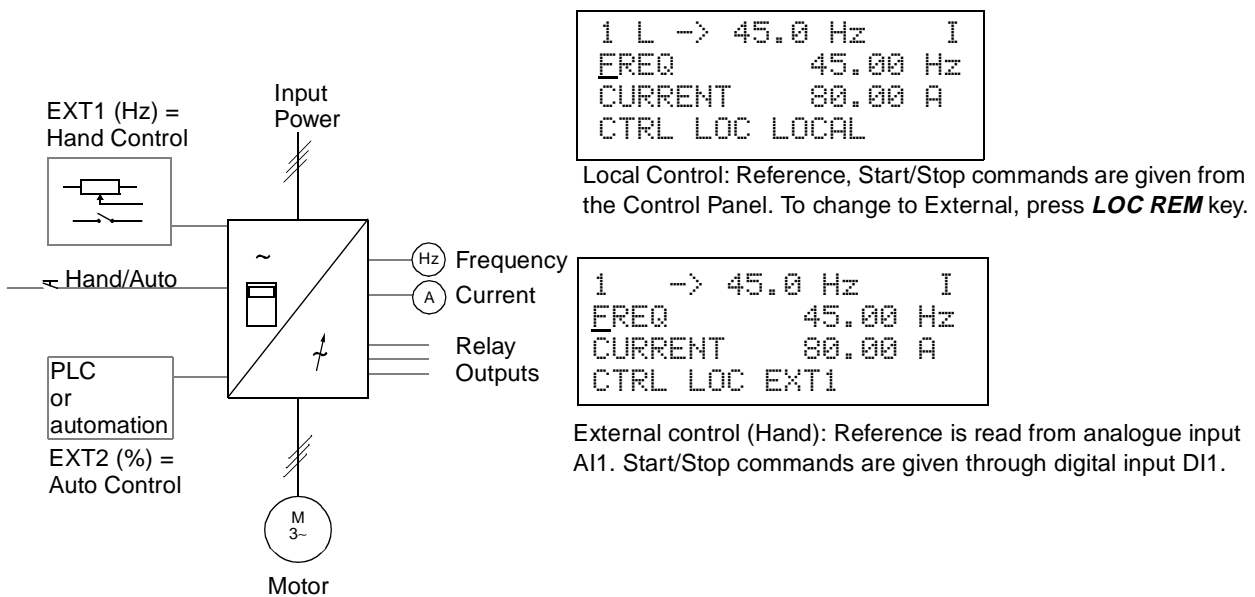 EXT1 (Hz) =
Hand Control
Input
Power
Hand/Auto
PLC
or
automation
EXT2 (%) =
Auto Control
~
~
Hz
Frequency
A
Current
Relay
Outputs
M
3~
Motor
1 L -> 45.0 Hz I
FREQ 45.00 Hz
CURRENT 80.00 A
CTRL LOC LOCAL
Local Control: Reference, Start/Stop commands are given from
the Control Panel. To change to External, press LOC REM key.
1 -> 45.0 Hz I
FREQ 45.00 Hz
CURRENT 80.00 A
CTRL LOC EXT1
External control (Hand): Reference is read from analogue input
AI1. Start/Stop commands are given through digital input DI1.